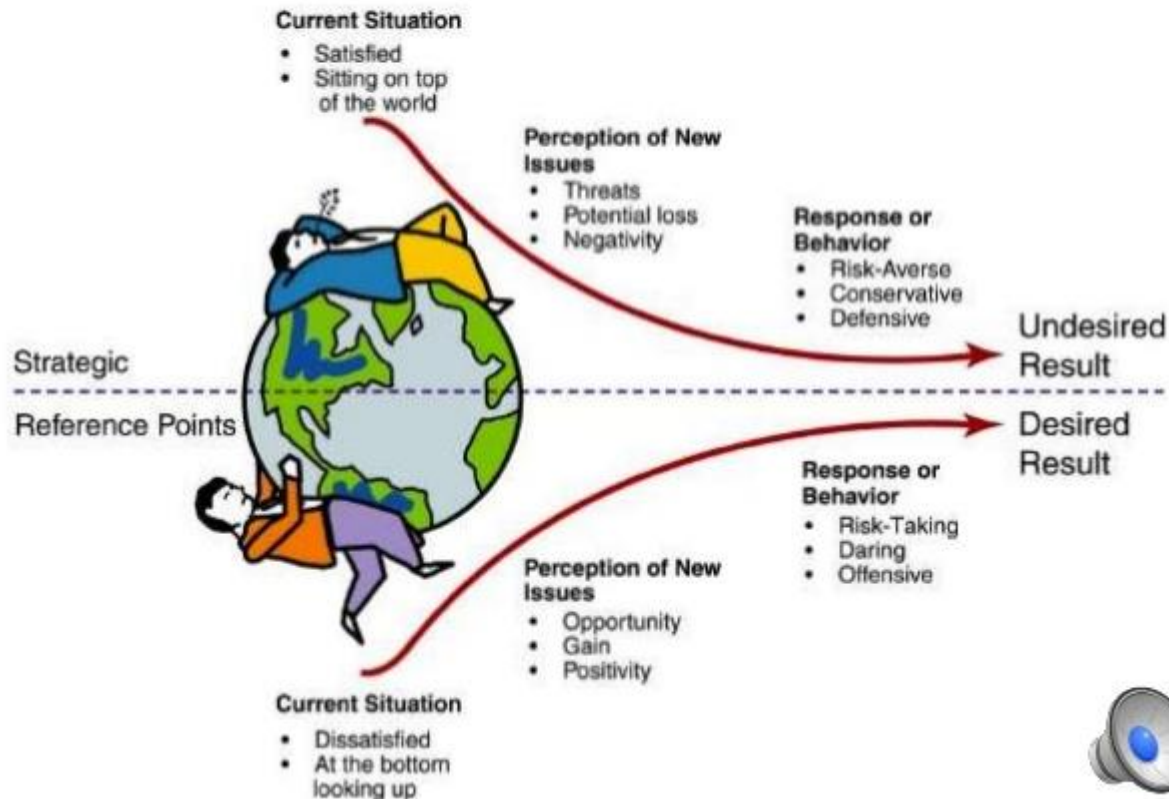 Current Situation
• Satisfied
• Sitting on top
of the world
Perception of New
Issues
• Threats
• Potential loss
• Negativity
Response or
Behavior
• Risk-Averse
• Conservative
• Defensive
Undesired
Result
Strategic
Reference Points
Desired
Result
Response or
Behavior
• Risk-Taking
• Daring
• Offensive
Perception of New
Issues
• Opportunity
• Gain
• Positivity
Current Situation
• Dissatisfied
• At the bottom
looking up